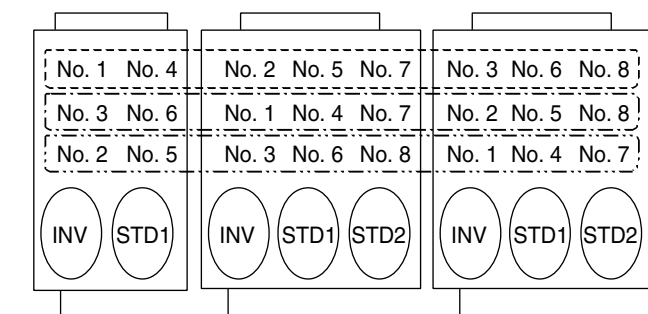 No. 1 No. 4 No. 2 No. 5 No. 7 No. 3 No. 6 No. 8
No. 3 No. 6 No. 1 No. 4 No. 7 No. 2 No. 5 No. 8
No. 2 No. 5 No. 3 No. 6 No. 8 No. 1 No. 4 No. 7
INV STD1 INV STD1 STD2 INV STD1 STD2